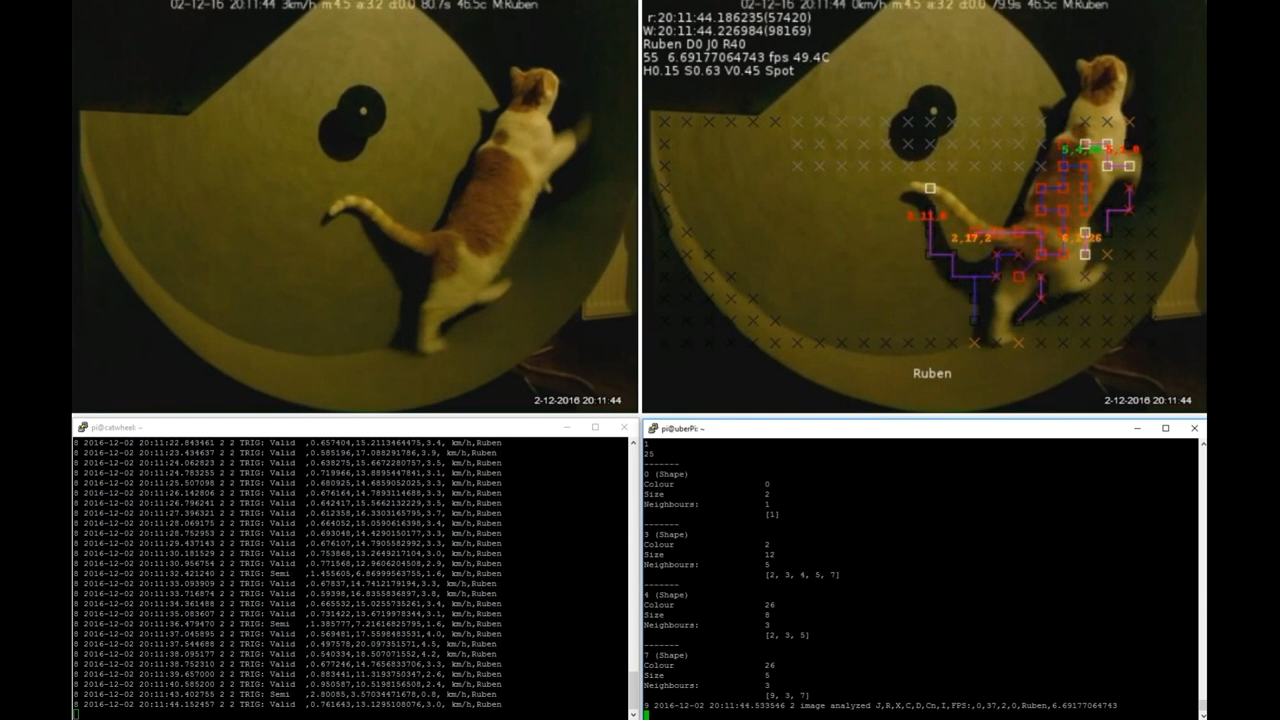 02-12-16 20:11:44 3km/h m:4.5 a:3.2 d:0.0 80.7s 46.5c M:Ruben
2-12-2016 20:11:44
02-12-16 20:11:44 0km/h m:4.5 a:3.2 d:0.0 79.9s 46.5c M:Ruben
r:20:11:44.186235(57420)
W:20:11:44.226984(98169)
Ruben D0 J0 R40
55 6.69177064743 fps 49.4C
H0.15 S0.63 V0.45 Spot
2,17,2
Ruben
2-12-2016 20:11:44
pi@catwheel: ~
8 2016-12-02 20:11:22.843461 2 2 TRIG: Valid ,0.657404,15.2113464475,3.4, km/h,Ruben
8 2016-12-02 20:11:23.434637 2 2 TRIG: Valid ,0.585196,17.088291786,3.9, km/h,Ruben
8 2016-12-02 20:11:24.062823 2 2 TRIG: Valid ,0.638275,15.6672280757,3.5, km/h,Ruben
8 2016-12-02 20:11:24.783255 2 2 TRIG: Valid ,0.719966,13.8895447841,3.1, km/h,Ruben
8 2016-12-02 20:11:25.507098 2 2 TRIG: Valid ,0.680925,14.6859052025,3.3, km/h,Ruben
8 2016-12-02 20:11:26.142806 2 2 TRIG: Valid ,0.676164,14.7893114688,3.3, km/h,Ruben
8 2016-12-02 20:11:26.796241 2 2 TRIG: Valid ,0.642417,15.5662132229,3.5, km/h,Ruben
8 2016-12-02 20:11:27.396321 2 2 TRIG: Valid ,0.612358,16.3303165795,3.7, km/h,Ruben
8 2016-12-02 20:11:28.069175 2 2 TRIG: Valid ,0.664052,15.0590616398,3.4, km/h,Ruben
8 2016-12-02 20:11:28.752953 2 2 TRIG: Valid ,0.693048,14.4290150177,3.3, km/h,Ruben
8 2016-12-02 20:11:29.437143 2 2 TRIG: Valid ,0.676107,14.7905582992,3.3, km/h,Ruben
8 2016-12-02 20:11:30.181529 2 2 TRIG: Valid ,0.753868,13.2649217104,3.0, km/h,Ruben
8 2016-12-02 20:11:30.956754 2 2 TRIG: Valid ,0.771568,12.9606204508,2.9, km/h,Ruben
8 2016-12-02 20:11:32.421240 2 2 TRIG: Semi ,1.455605,6.86999563755,1.6, km/h,Ruben
8 2016-12-02 20:11:33.093909 2 2 TRIG: Valid ,0.67837,14.7412179194,3.3, km/h,Ruben
8 2016-12-02 20:11:33.716874 2 2 TRIG: Valid ,0.59398,16.8355836897,3.8, km/h,Ruben
8 2016-12-02 20:11:34.361488 2 2 TRIG: Valid ,0.665532,15.0255735261,3.4, km/h,Ruben
8 2016-12-02 20:11:35.083607 2 2 TRIG: Valid ,0.731422,13.6719978344,3.1, km/h,Ruben
8 2016-12-02 20:11:36.479470 2 2 TRIG: Semi ,1.385777,7.21616825795,1.6, km/h,Ruben
8 2016-12-02 20:11:37.045895 2 2 TRIG: Valid ,0.569481,17.5598483531,4.0, km/h,Ruben
8 2016-12-02 20:11:37.544688 2 2 TRIG: Valid ,0.497578,20.097351571,4.5, km/h,Ruben
8 2016-12-02 20:11:38.095177 2 2 TRIG: Valid ,0.540334,18.507071552,4.2, km/h,Ruben
8 2016-12-02 20:11:38.752310 2 2 TRIG: Valid ,0.677246,14.7656833706,3.3, km/h,Ruben
8 2016-12-02 20:11:39.657000 2 2 TRIG: Valid ,0.883441,11.3193750347,2.6, km/h,Ruben
8 2016-12-02 20:11:40.585200 2 2 TRIG: Valid ,0.950587,10.5198156508,2.4, km/h,Ruben
8 2016-12-02 20:11:43.402755 2 2 TRIG: Semi ,2.80085,3.57034471678,0.8, km/h,Ruben
8 2016-12-02 20:11:44.152457 2 2 TRIG: Valid ,0.761643,13.1295108076,3.0, km/h,Ruben
pi@uberPi: ~
1
25
-------
0 (Shape)
Colour 0
Size 2
Neighbours: 1
[1]
-------
3 (Shape)
Colour 2
Size 12
Neighbours: 5
[2, 3, 4, 5, 7]
-------
4 (Shape)
Colour 26
Size 8
Neighbours: 3
[2, 3, 5]
-------
7 (Shape)
Colour 26
Size 5
Neighbours: 3
[9, 3, 7]
9 2016-12-02 20:11:44.533546 2 image analyzed J,R,X,C,D,Cn,I,FPS:,0,37,2,0,Ruben,6.69177064743